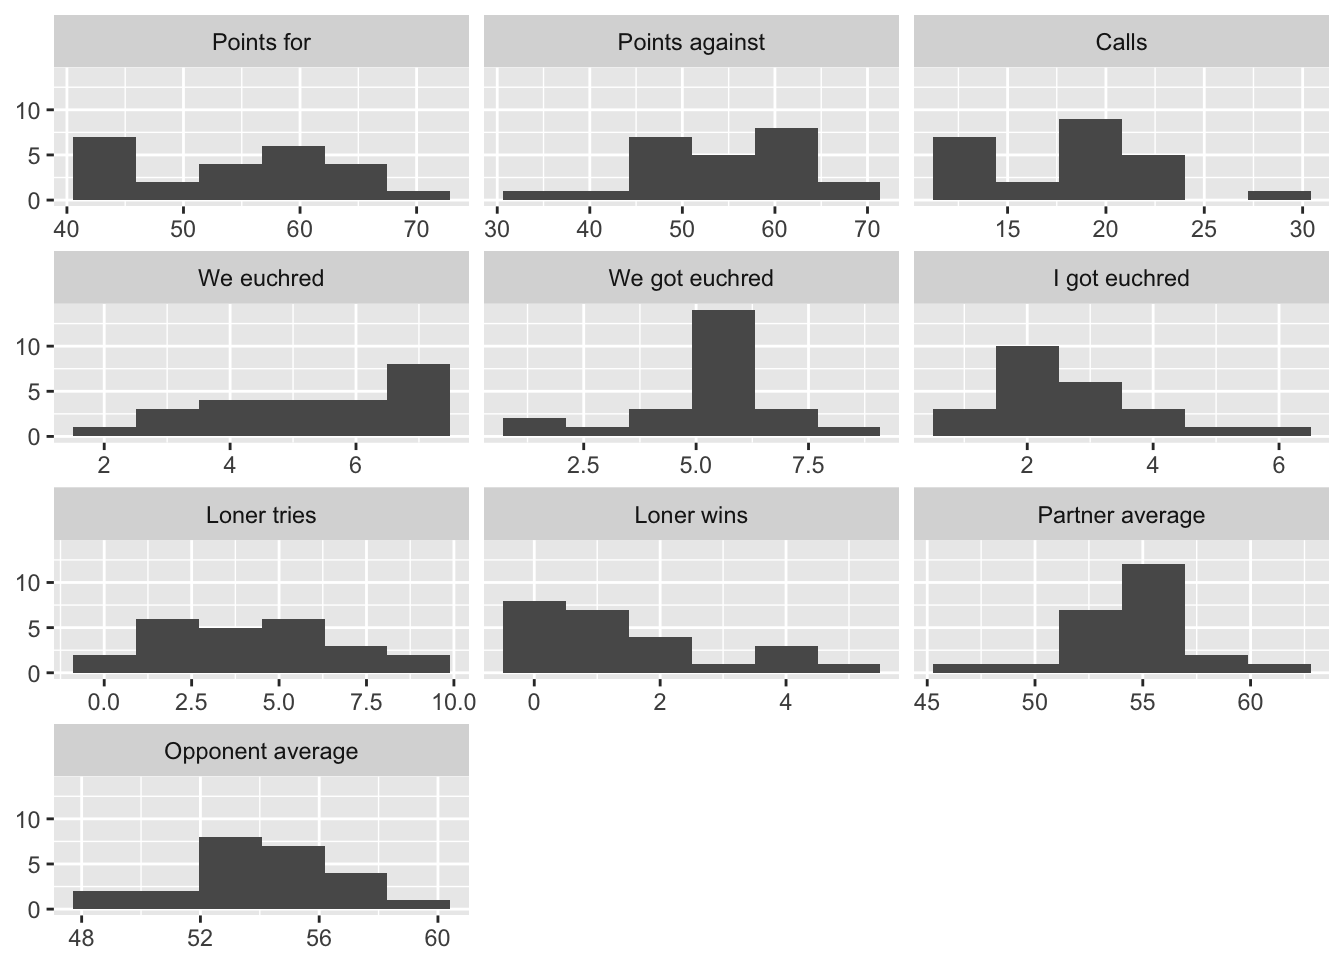 Points for Points against Calls
10
5
0
40 50 60 70 30 40 50 60 70 15 20 25 30
We euchred We got euchred I got euchred
10
5
0
2 4 6 2.5 5.0 7.5 2 4 6
Loner tries Loner wins Partner average
10
5
0
0.0 2.5 5.0 7.5 10.0 0 2 4 45 50 55 60
Opponent average
10
5
0
48 52 56 60